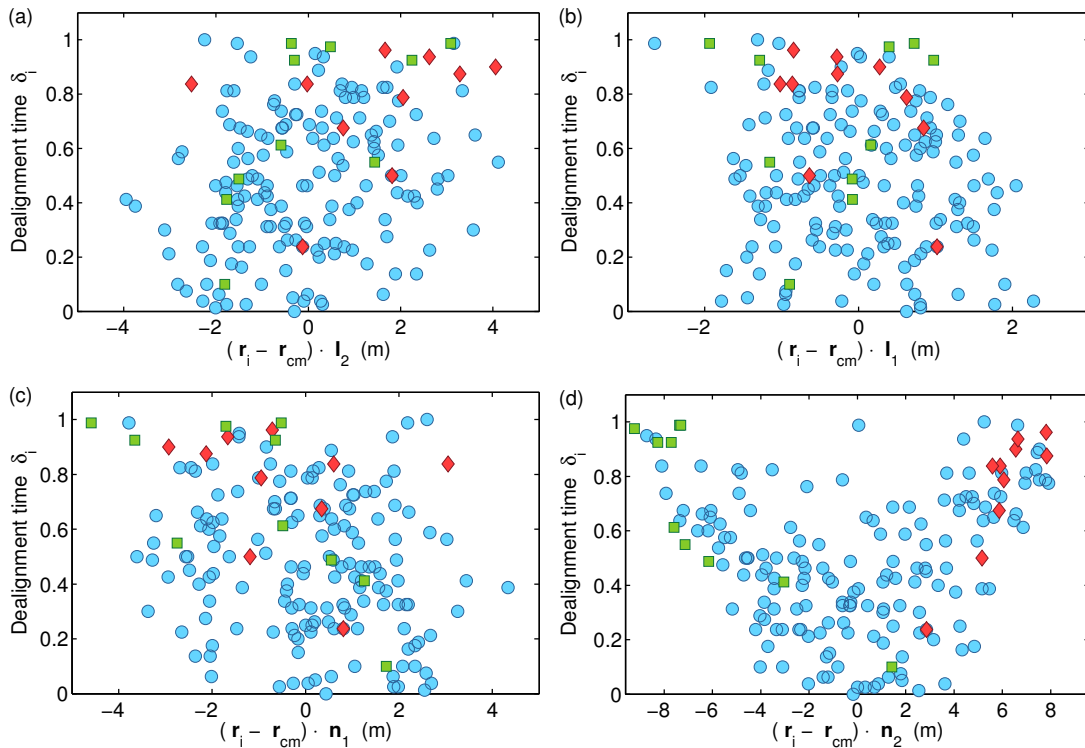 (a)
1
0.8
0.6
0.4
0.2
0
Dealignment time δi
−4 −2 0 2 4
( ri − rcm) · I2 (m)
(b)
1
0.8
0.6
0.4
0.2
0
Dealignment time δi
−2 0 2
( ri − rcm) · I1 (m)
(c)
1
0.8
0.6
0.4
0.2
0
Dealignment time δi
−4 −2 0 2 4
( ri − rcm) · n1 (m)
(d)
1
0.8
0.6
0.4
0.2
0
Dealignment time δi
−8 −6 −4 −2 0 2 4 6 8
( ri − rcm) · n2 (m)